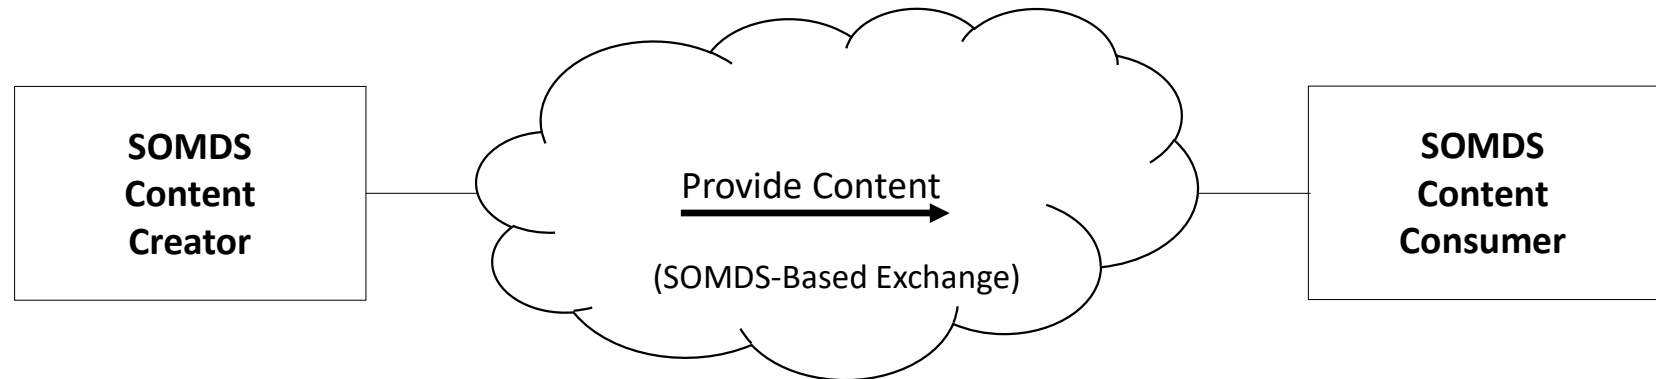 SOMDS
Content
Creator
Provide Content
(SOMDS-Based Exchange)
SOMDS
Content
Consumer